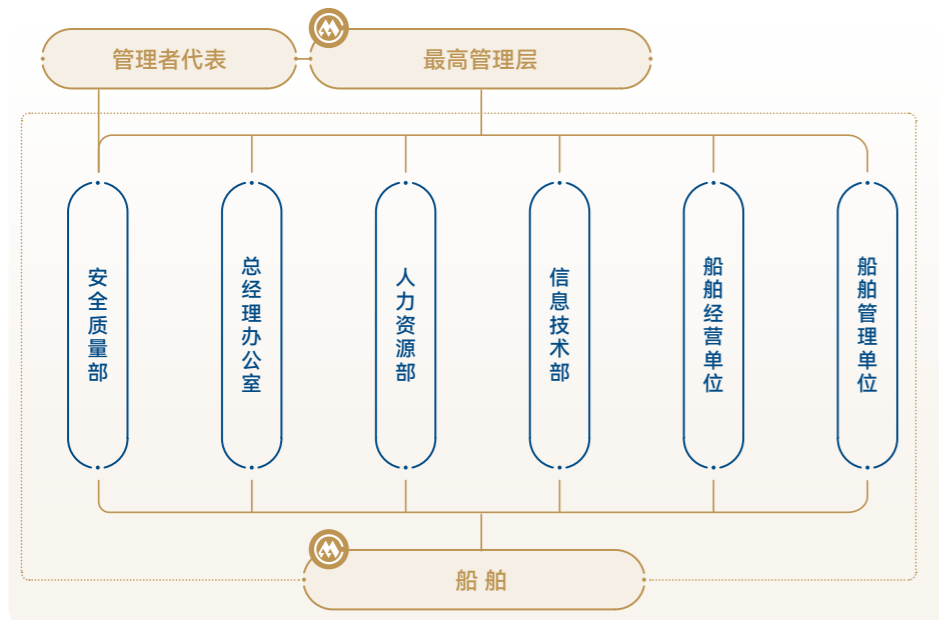 管理者代表
最高管理层
安全质量部
总经理办公室
人力资源部
信息技术部
船舶经营单位
船舶管理单位
船舶